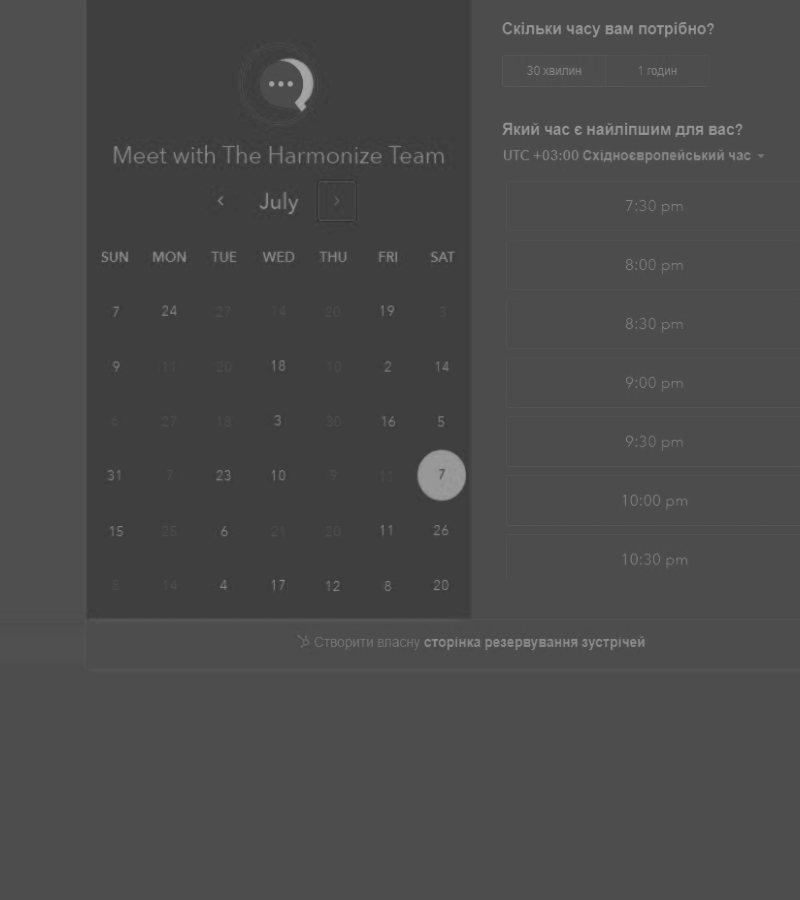 Meet with The Harmonize Team
July
SUN MON TUE WED THU FRI SAT
7 24 27 14 20 19 3
9 11 20 18 10 2 14
6 27 18 3 30 16 5
31 7 23 10 9 11 7
15 25 6 21 20 11 26
8 14 4 17 12 8 20
Скільки часу вам потрібно?
30 хвилин 1 годин
Який час є найліпшим для вас?
UTC +03:00 Східноєвропейський час
7:30 pm
8:00 pm
8:30 pm
9:00 pm
9:30 pm
10:00 pm
10:30 pm
Створити власну сторінка резервування зустрічей